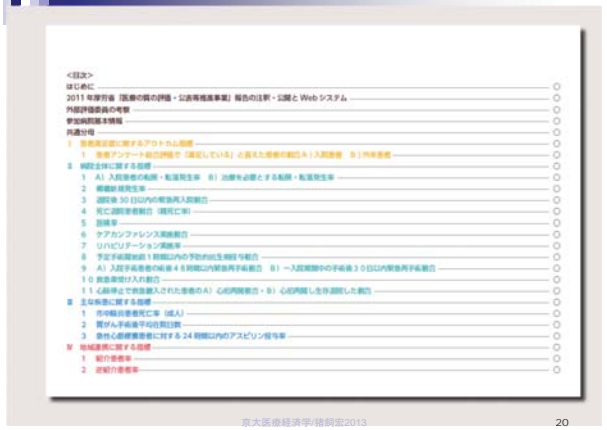 <目次>
はじめに ○
2011年度厚労省「医療の質の評価・公表等推進事業」報告の注釈・公開とWebシステム ○
外部評価委員の考察 ○
参加病院基本情報 ○
共通分母 ○
Ⅰ 患者満足度に関するアウトカム指標
1 患者アンケート総合評価で「満足している」と答えた患者の割合A）入院患者 B）外来患者 ○
Ⅱ 病院全体に関する指標
1 A）入院患者の転倒・転落発生率 B）治療を必要とする転倒・転落発生率 ○
2 褥瘡新規発生率 ○
3 退院後30日以内の緊急再入院割合 ○
4 死亡退院患者割合（精死亡率） ○
5 剖検率 ○
6 ケアカンファレンス実施割合 ○
7 リハビリテーション実施率 ○
8 予定手術開始前1時間以内の予防的抗生剤投与割合 ○
9 A）入院手術患者の術後48時間以内緊急再手術割合 B）一入院期間中の手術後30日以内緊急再手術割合 ○
10 救急車受け入れ割合 ○
11 心肺停止で救急搬入された患者のA）心拍再開割合・B）心拍再開し生存退院した割合 ○
Ⅲ 主な疾患に関する指標
1 市中肺炎患者死亡率（成人） ○
2 胃がん手術後平均在院日数 ○
3 急性心筋梗塞患者に対する24時間以内のアスピリン投与率 ○
Ⅳ 地域連携に関する指標
1 紹介患者率 ○
2 逆紹介患者率 ○
京大医療経済学/猪飼宏2013
20